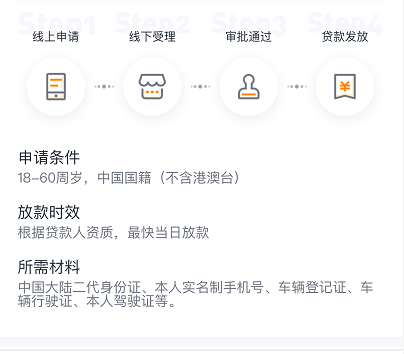 Step1 Step2 Step3 Step4
线上申请 线下受理 审批通过 贷款发放
¥
申请条件
18-60周岁，中国国籍（不含港澳台）
放款时效
根据贷款人资质，最快当日放款
所需材料
中国大陆二代身份证、本人实名制手机号、车辆登记证、车
辆行驶证、本人驾驶证等。